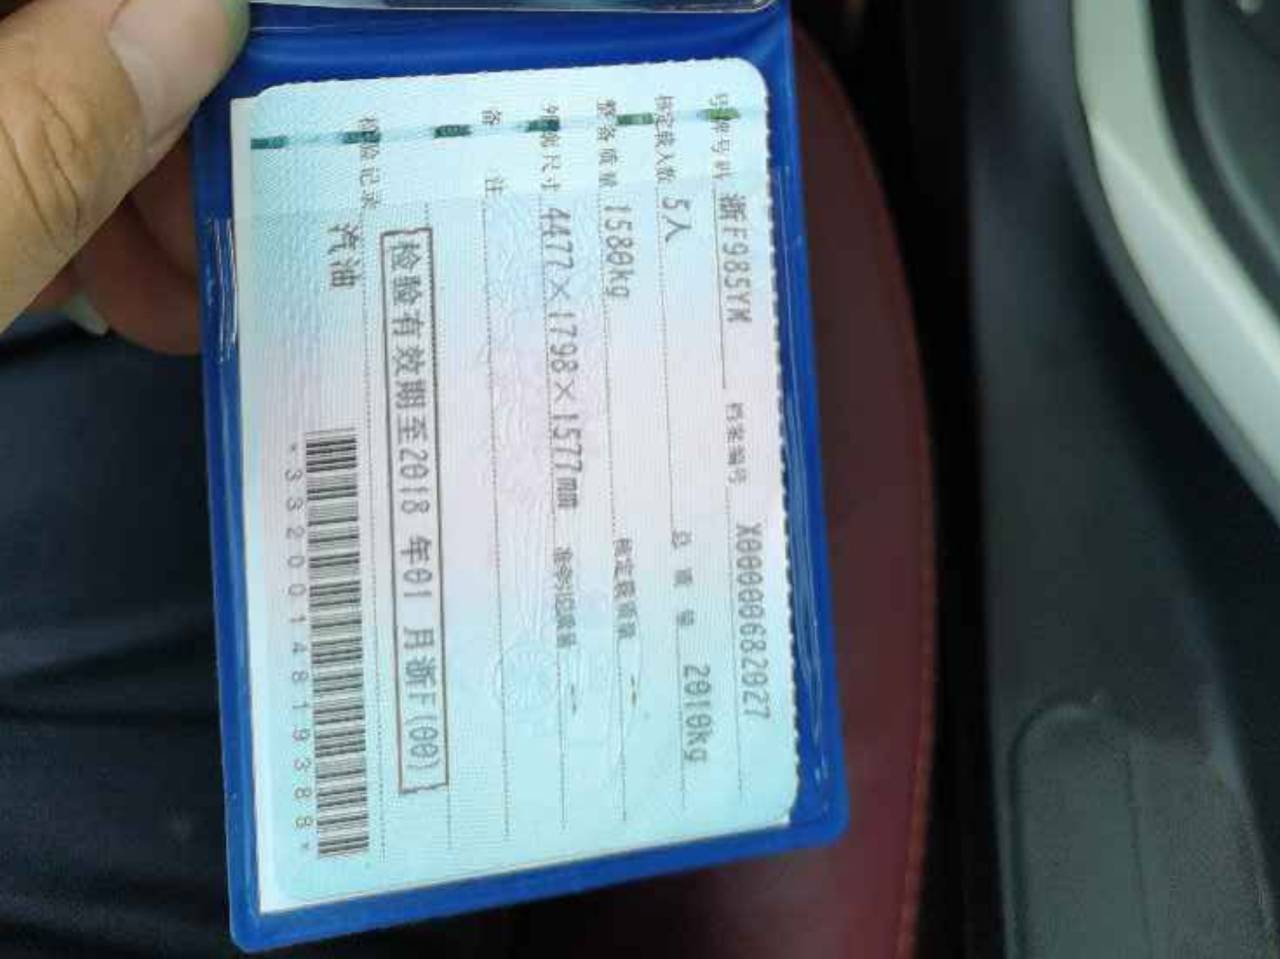 号牌号码 浙F985YM 档案编号 X000000682027
核定载人数 5人 总质量 2010kg
整备质量 1580kg 核定载质量 --
外廓尺寸 4477×1798×1577mm 准牵引总质量 --
备注
检验有效期至2018 年01 月浙F(00)
检验记录
汽油
*3320014819388*